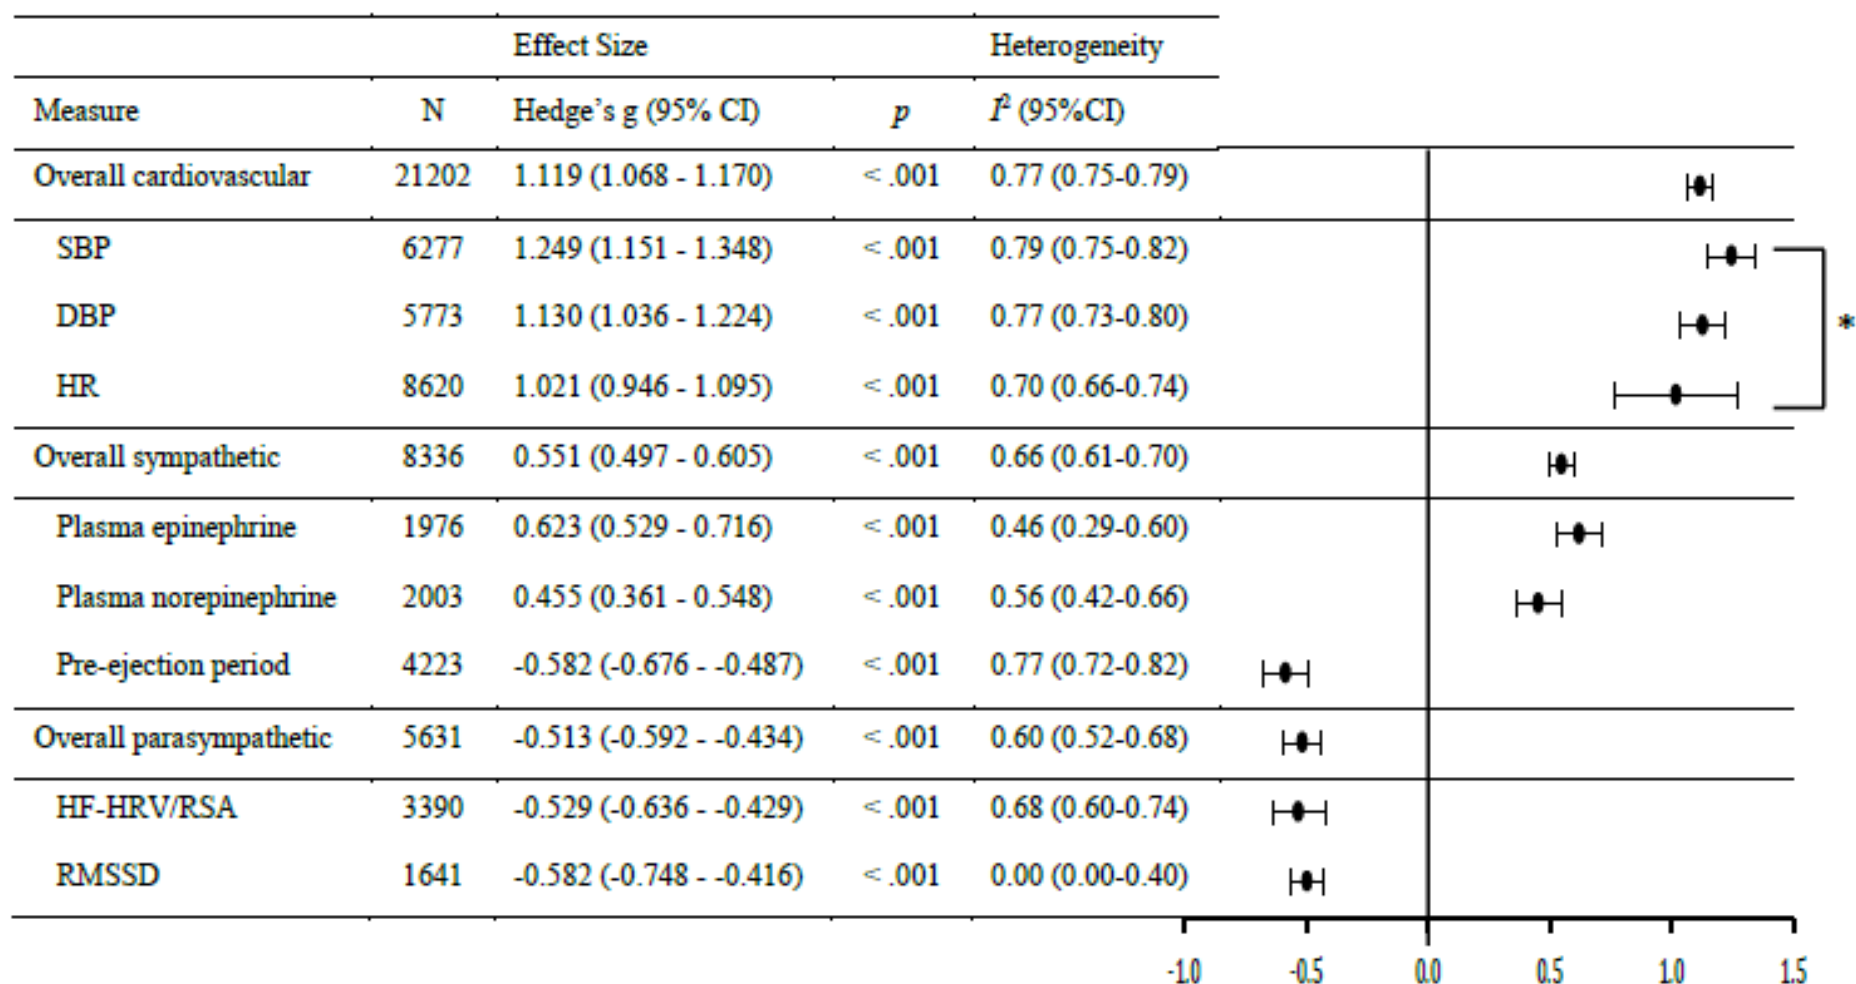 Effect Size Heterogeneity
Measure N Hedge's g (95% CI) p I² (95%CI)
Overall cardiovascular 21202 1.119 (1.068 - 1.170) < .001 0.77 (0.75-0.79)
SBP 6277 1.249 (1.151 - 1.348) < .001 0.79 (0.75-0.82)
DBP 5773 1.130 (1.036 - 1.224) < .001 0.77 (0.73-0.80)
*
HR 8620 1.021 (0.946 - 1.095) < .001 0.70 (0.66-0.74)
Overall sympathetic 8336 0.551 (0.497 - 0.605) < .001 0.66 (0.61-0.70)
Plasma epinephrine 1976 0.623 (0.529 - 0.716) < .001 0.46 (0.29-0.60)
Plasma norepinephrine 2003 0.455 (0.361 - 0.548) < .001 0.56 (0.42-0.66)
Pre-ejection period 4223 -0.582 (-0.676 - -0.487) < .001 0.77 (0.72-0.82)
Overall parasympathetic 5631 -0.513 (-0.592 - -0.434) < .001 0.60 (0.52-0.68)
HF-HRV/RSA 3390 -0.529 (-0.636 - -0.429) < .001 0.68 (0.60-0.74)
RMSSD 1641 -0.582 (-0.748 - -0.416) < .001 0.00 (0.00-0.40)
-1.0 -0.5 0.0 0.5 1.0 1.5